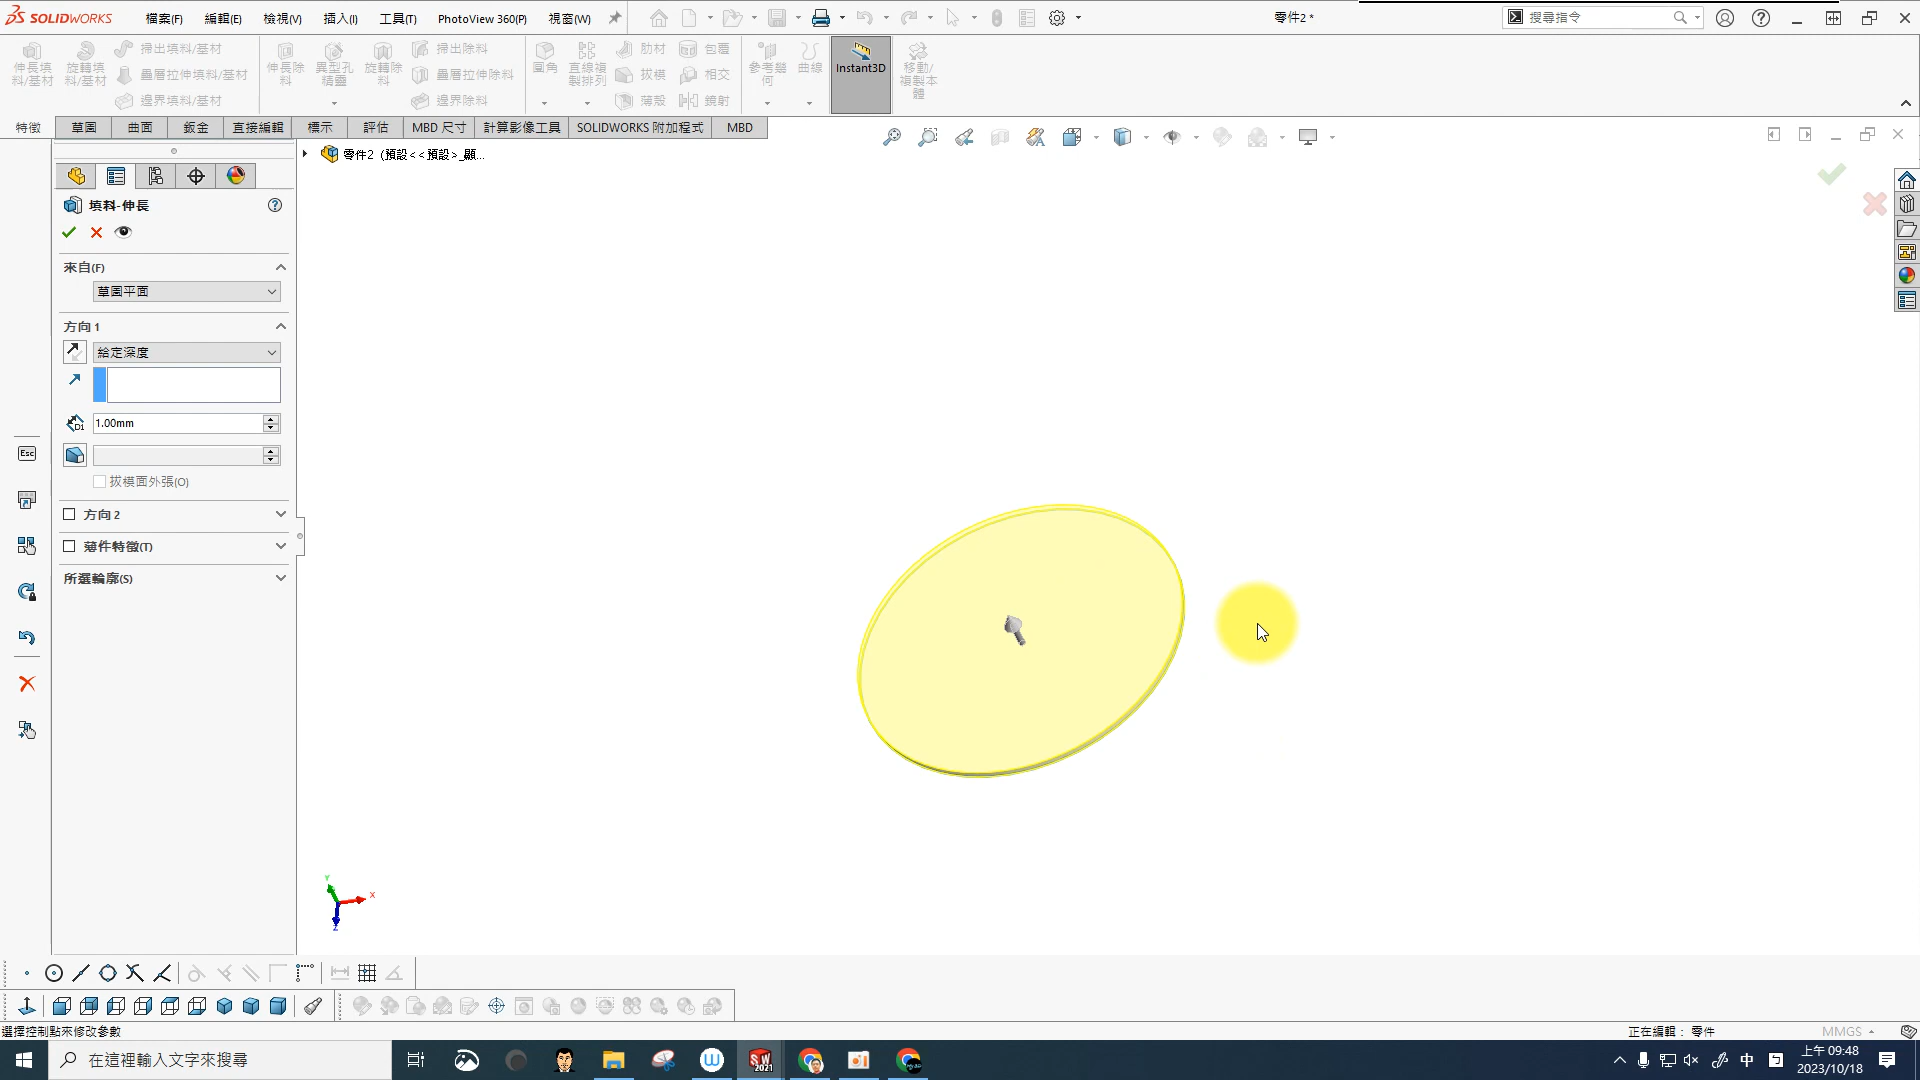 SOLIDWORKS 檔案(F) 編輯(E) 檢視(V) 插入(I) 工具(T) PhotoView 360(P) 視窗(W) 零件2 * 搜尋指令
伸長填料/基材 旋轉填料/基材 掃出填料/基材 疊層拉伸填料/基材 邊界填料/基材
伸長除料 異型孔精靈 旋轉除料 掃出除料 疊層拉伸除料 邊界除料
圓角 直線複製排列 肋材 拔模 薄殼 包覆 相交 鏡射
參考幾何 曲線 Instant3D 移動/複製本體
特徵 草圖 曲面 鈑金 直接編輯 標示 評估 MBD 尺寸 計算影像工具 SOLIDWORKS 附加程式 MBD
零件2 (預設<<預設>_顯...
填料-伸長
來自(F)
草圖平面
方向1
給定深度
D1 1.00mm
拔模面外張(O)
方向2
薄件特徵(T)
所選輪廓(S)
Esc
Y
X
Z
選擇控制點來修改參數 正在編輯： 零件 MMGS
在這裡輸入文字來搜尋
SW 2021
中
上午 09:48
2023/10/18